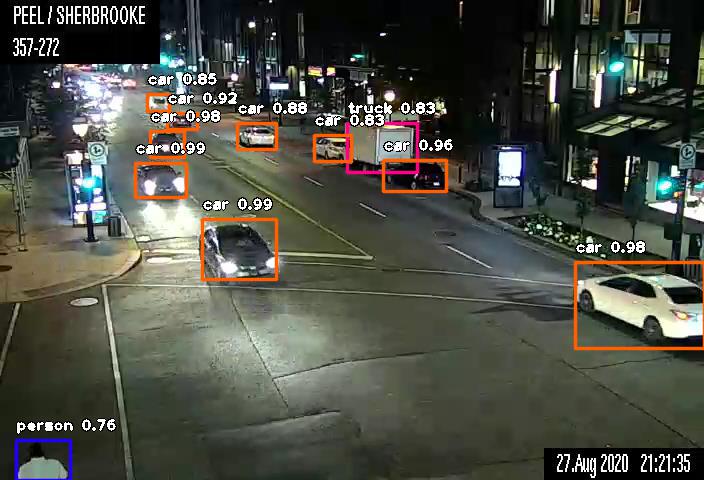 PEEL / SHERBROOKE
357-272
car 0.85
car 0.92
car 0.98
car 0.88
truck 0.83
car 0.83
car 0.99
car 0.96
car 0.99
car 0.98
person 0.76
27.Aug 2020 21:21:35